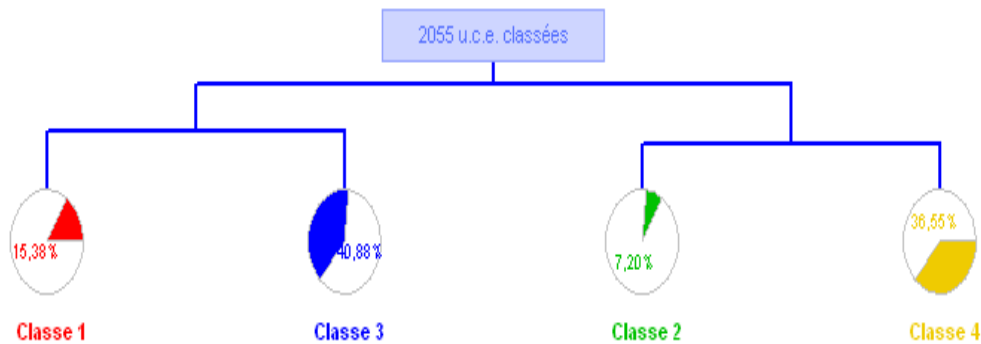 2055 u.c.e. classées
15,38%
40,88%
7,20%
36,55%
Classe 1
Classe 3
Classe 2
Classe 4